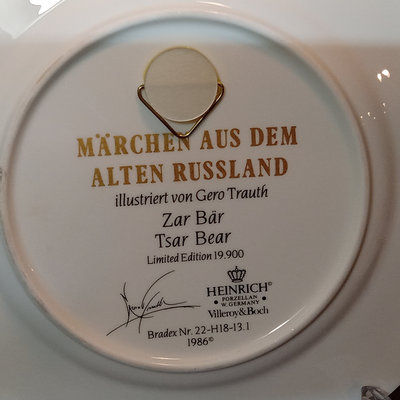 MÄRCHEN AUS DEM
ALTEN RUSSLAND
illustriert von Gero Trauth
Zar Bär
Tsar Bear
Limited Edition 19.900
HEINRICH®
PORZELLAN
W. GERMANY
Villeroy & Boch
Bradex Nr. 22-H18-13.1
1986©